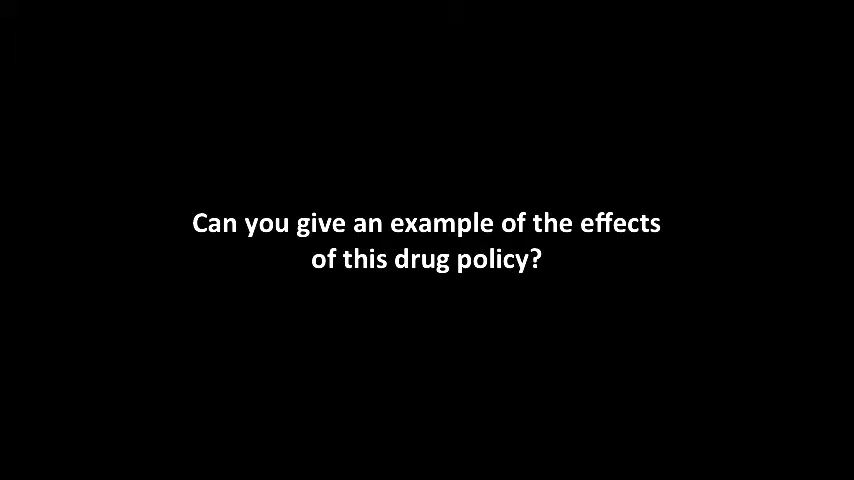 Can you give an example of the effects
of this drug policy?